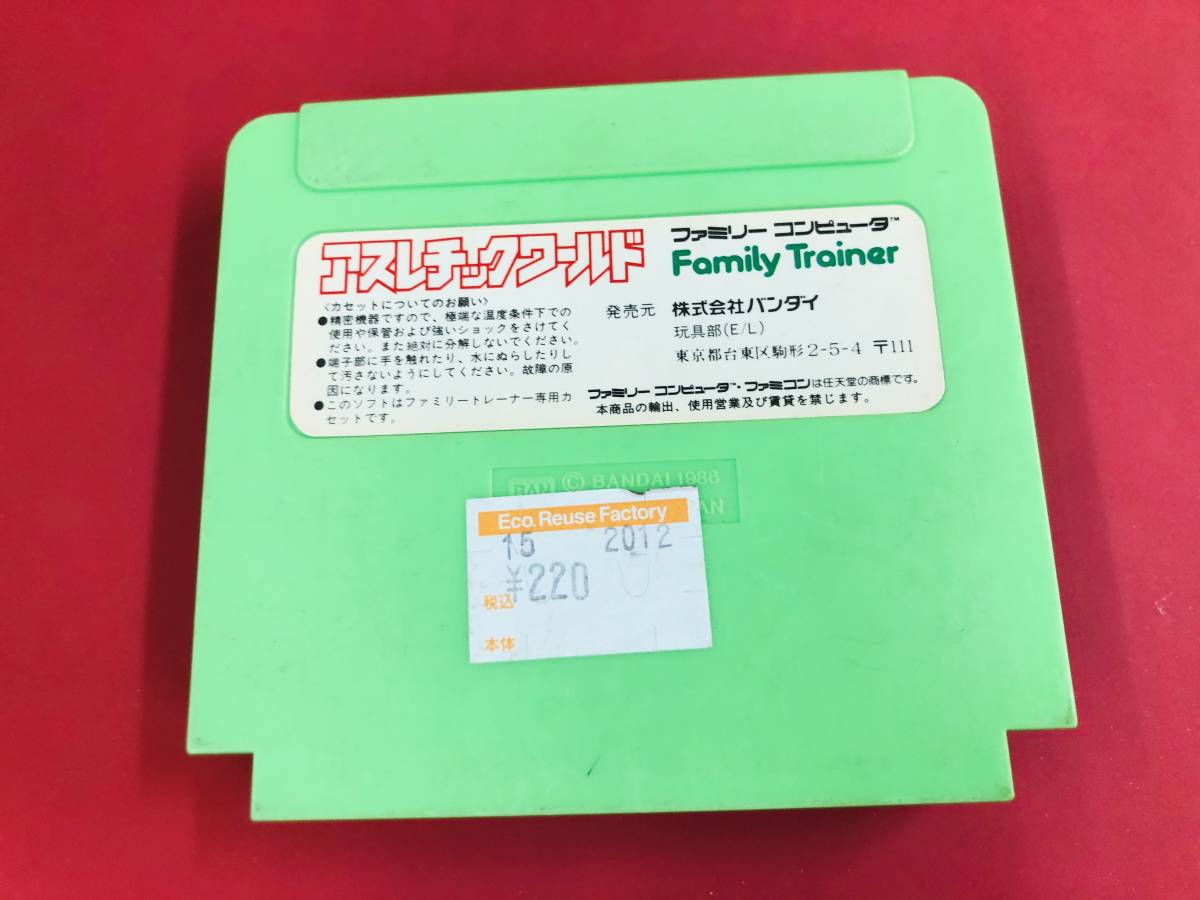 アスレチックワールド
ファミリー コンピュータ™
Family Trainer
〈カセットについてのお願い〉
●精密機器ですので、極端な温度条件下での
使用や保管および強いショックをさけてく
ださい。また絶対に分解しないでください。
●端子部に手を触れたり、水にぬらしたりし
て汚さないようにしてください。故障の原
因になります。
●このソフトはファミリートレーナー専用カ
セットです。
発売元 株式会社バンダイ
玩具部(E/L)
東京都台東区駒形2-5-4 〒111
ファミリー コンピュータ™・ファミコンは任天堂の商標です。
本商品の輸出、使用営業及び賃貸を禁じます。
BAN © BANDAI 1986
PAN
Eco. Reuse Factory
15 2012
¥220
税込
本体